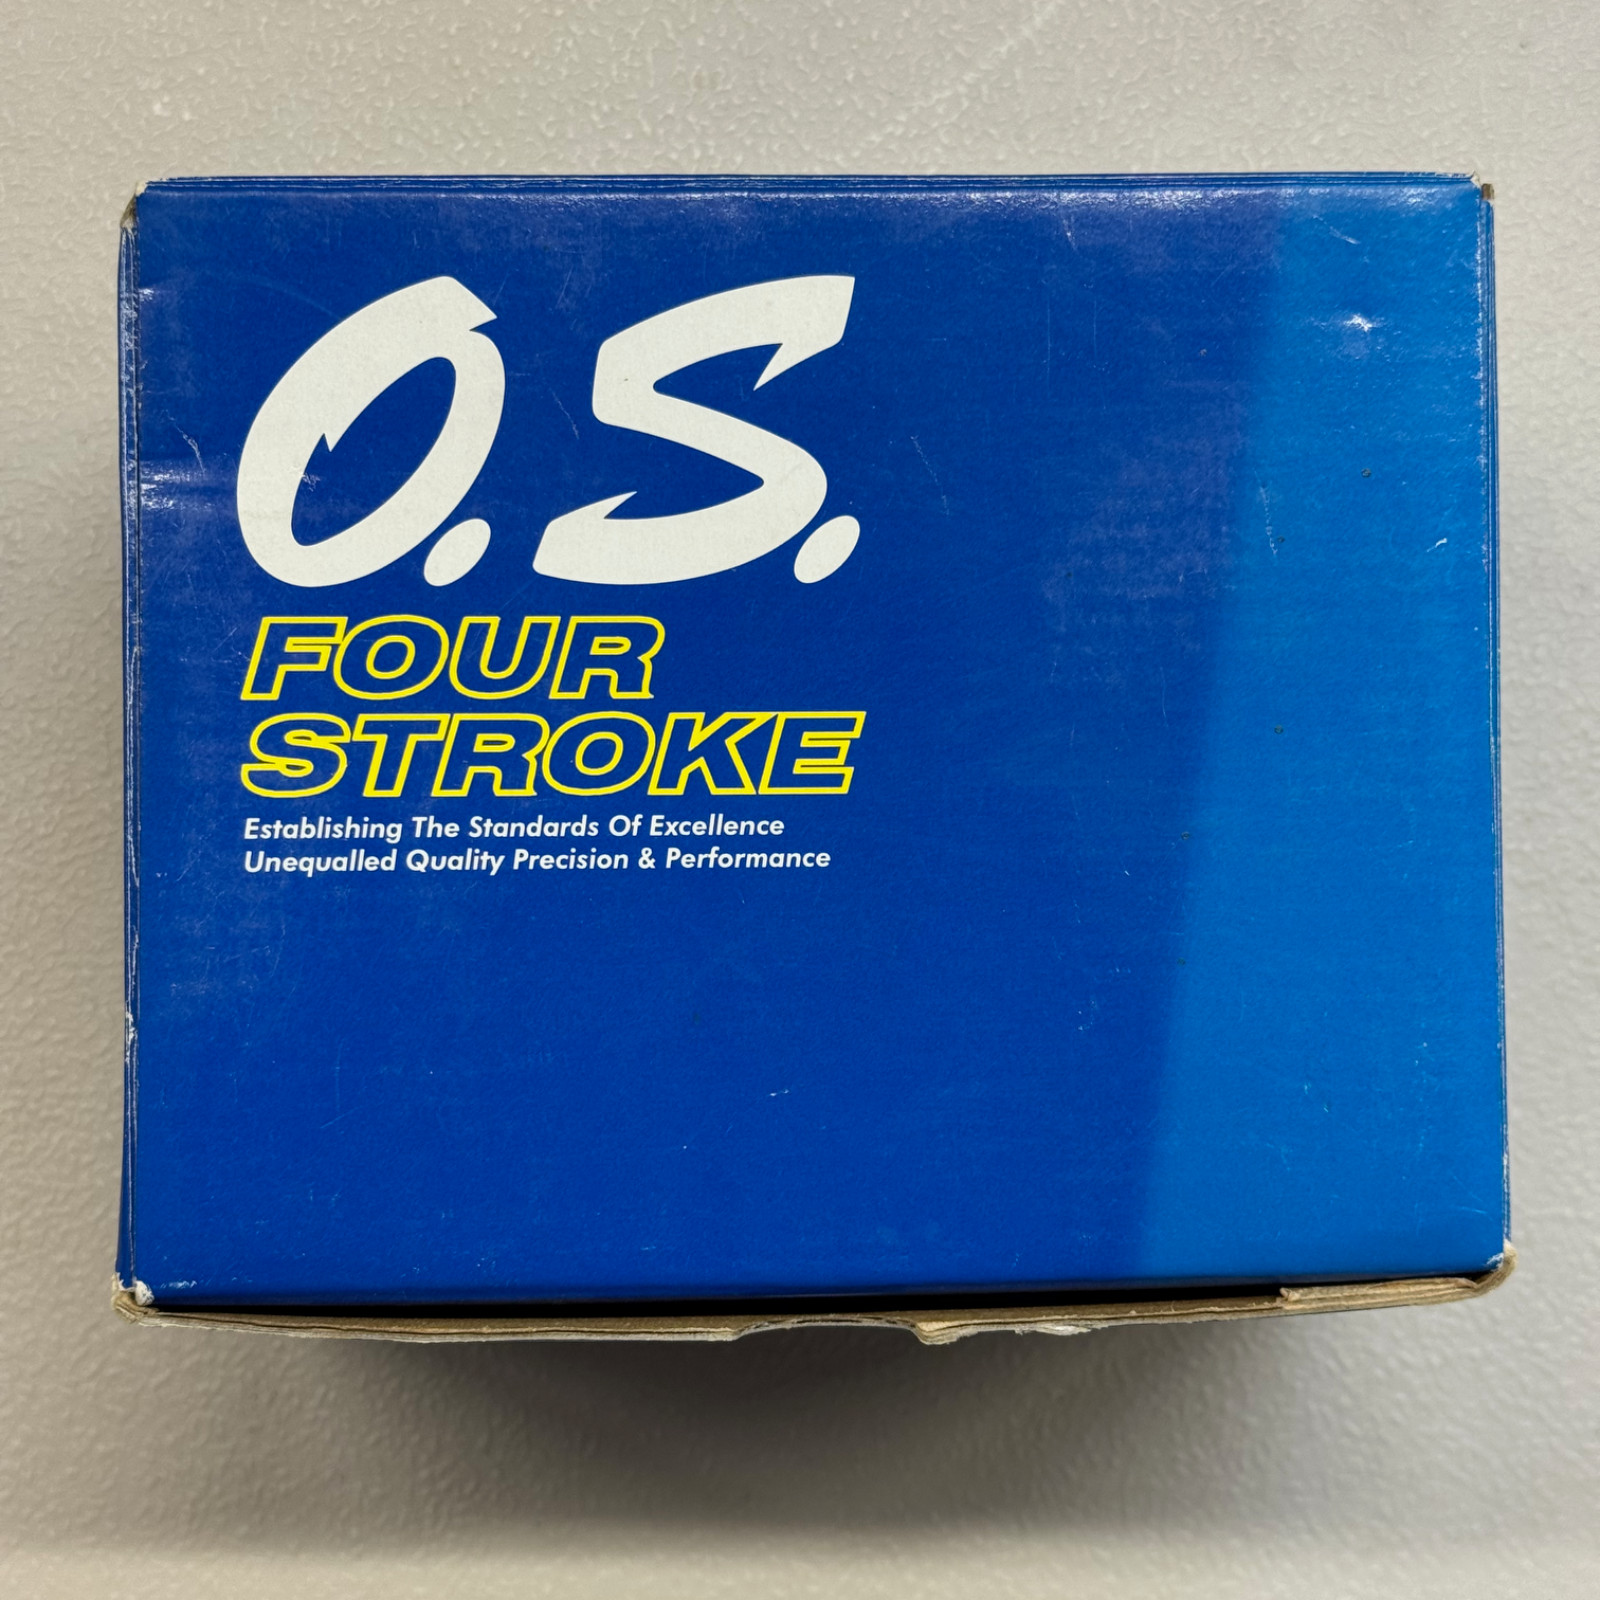 O.S.
FOUR
STROKE
Establishing The Standards Of Excellence
Unequalled Quality Precision & Performance